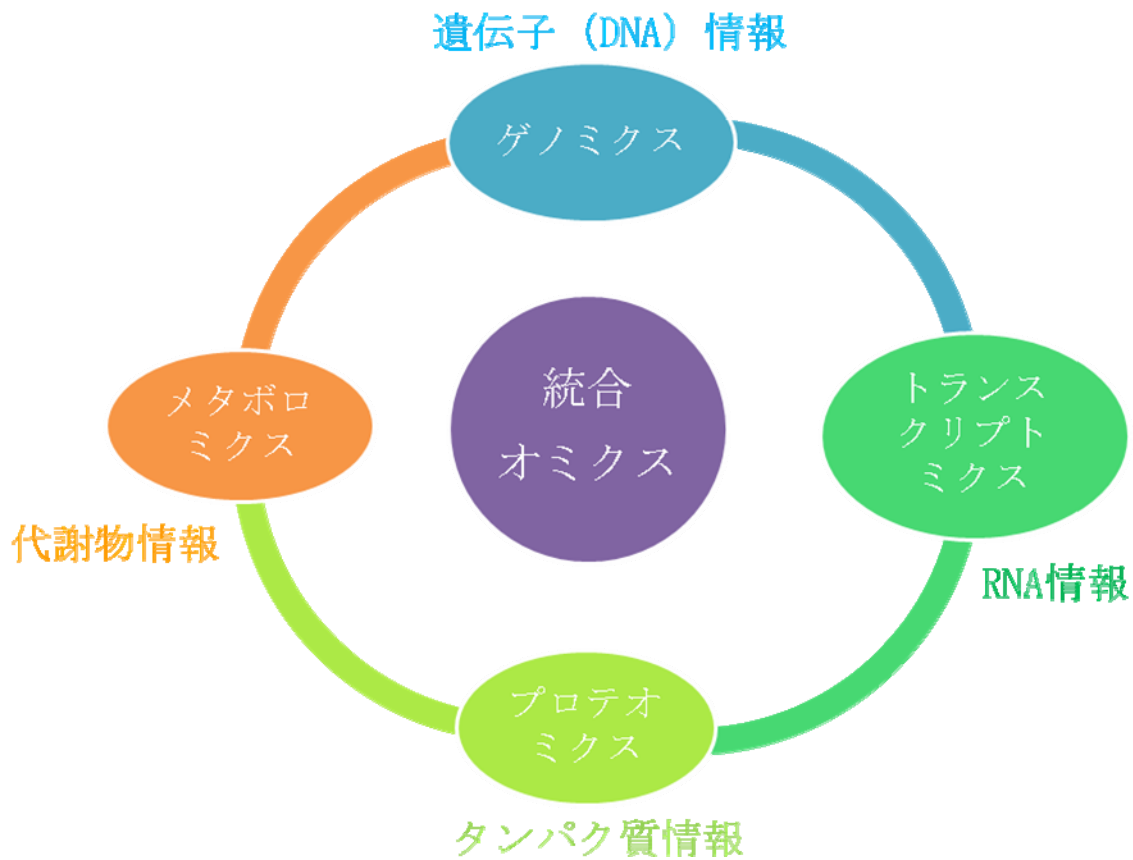 遺伝子 (DNA) 情報
ゲノミクス
統合
オミクス
メタボロ
ミクス
トランス
クリプト
ミクス
代謝物情報
RNA情報
プロテオ
ミクス
タンパク質情報